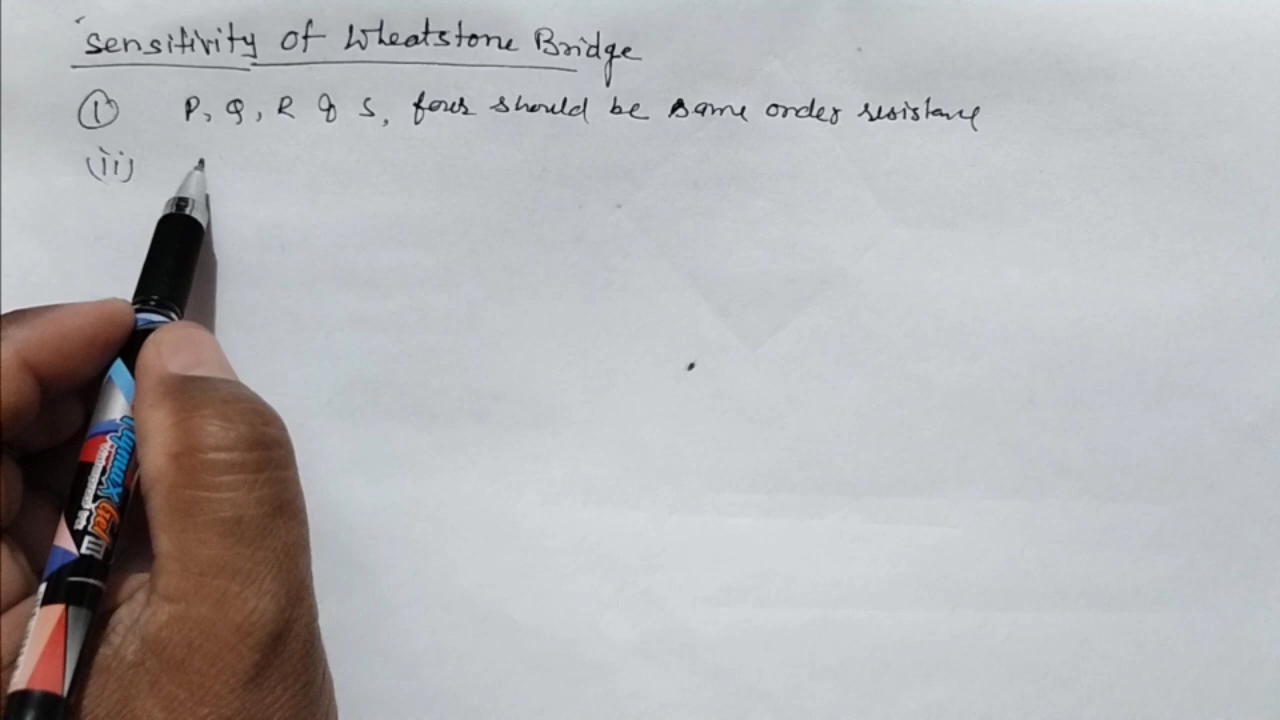 Sensitivity of Wheatstone Bridge
(i) P, Q, R & S, four should be same order resistance
(ii)